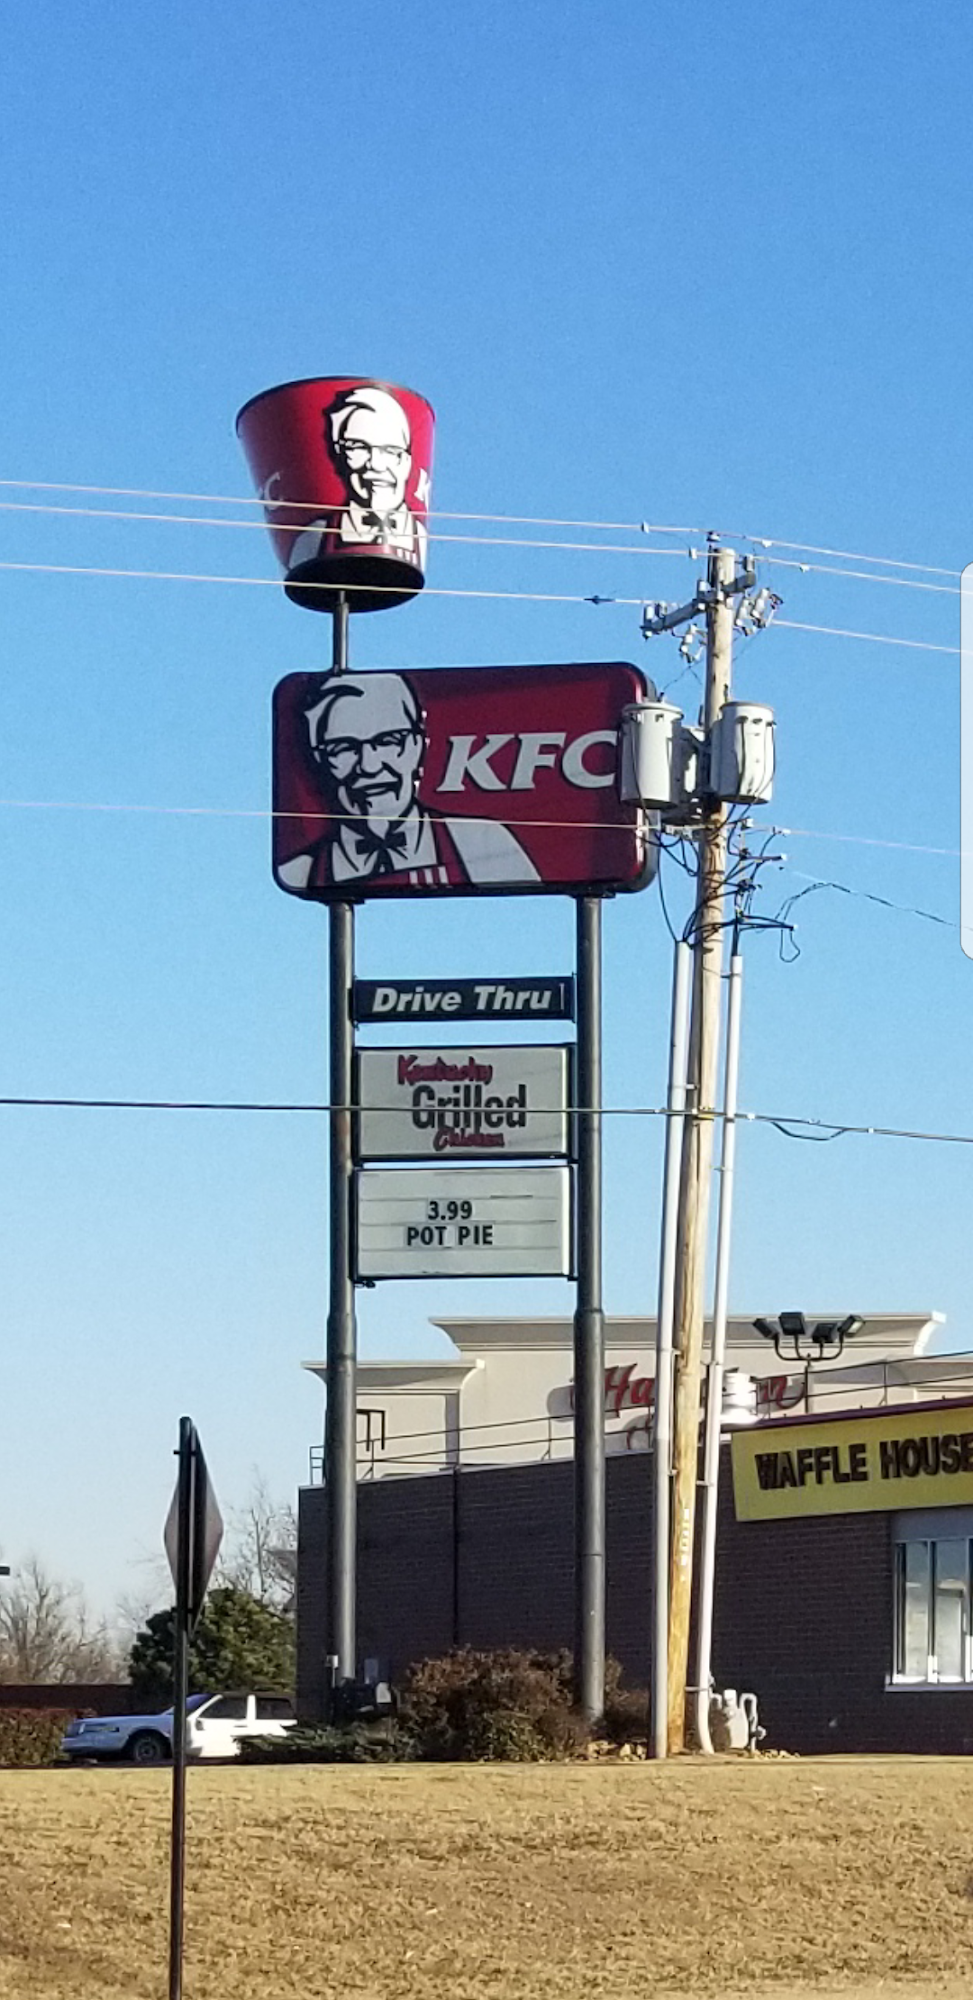 KFC
Drive Thru
Kentucky
Grilled
Chicken
3.99
POT PIE
WAFFLE HOUSE